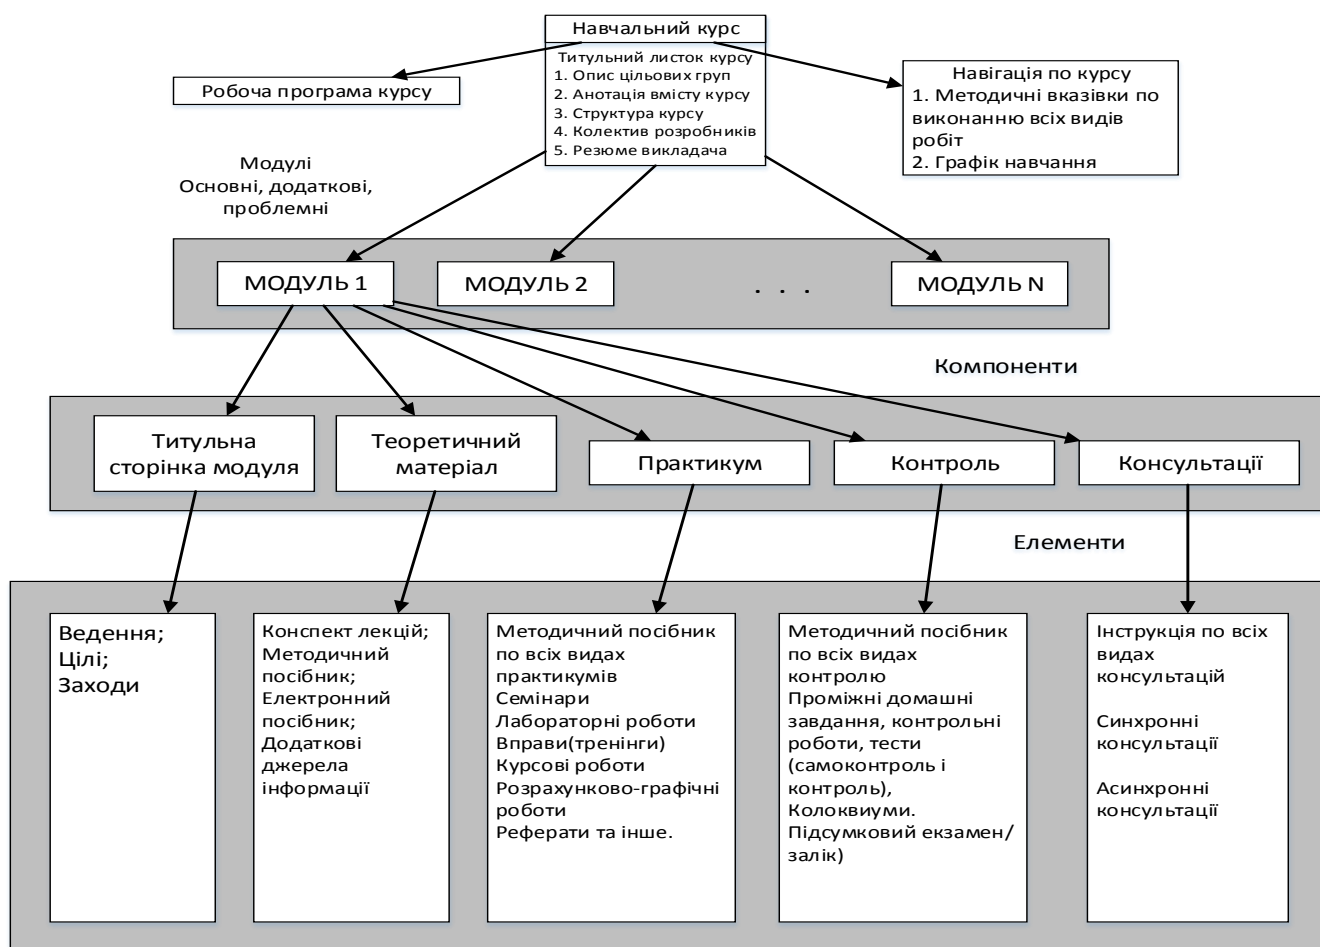 Навчальний курс
Титульний листок курсу
1. Опис цільових груп
2. Анотація вмісту курсу
3. Структура курсу
4. Колектив розробників
5. Резюме викладача
Робоча програма курсу
Навігація по курсу
1. Методичні вказівки по
виконанню всіх видів
робіт
2. Графік навчання
Модулі
Основні, додаткові,
проблемні
МОДУЛЬ 1
МОДУЛЬ 2
. . .
МОДУЛЬ N
Компоненти
Титульна
сторінка модуля
Теоретичний
матеріал
Практикум
Контроль
Консультації
Елементи
Ведення;
Цілі;
Заходи
Конспект лекцій;
Методичний
посібник;
Електронний
посібник;
Додаткові
джерела
інформації
Методичний посібник
по всіх видах
практикумів
Семінари
Лабораторні роботи
Вправи(тренінги)
Курсові роботи
Розрахунково-графічні
роботи
Реферати та інше.
Методичний посібник
по всіх видах
контролю
Проміжні домашні
завдання, контрольні
роботи, тести
(самоконтроль і
контроль),
Колоквиуми.
Підсумковий екзамен/
залік)
Інструкція по всіх
видах
консультацій
Синхронні
консультації
Асинхронні
консультації